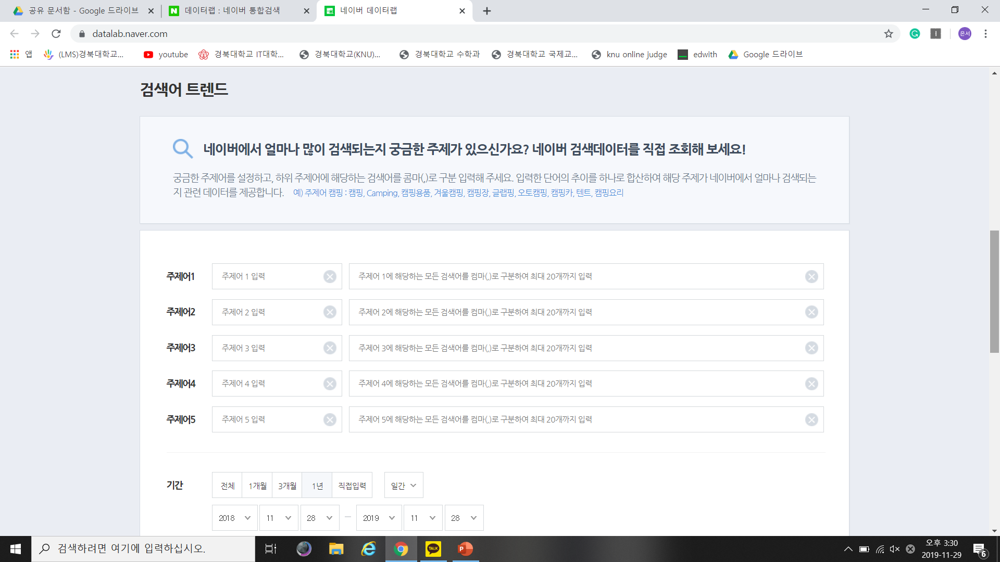 공유 문서함 - Google 드라이브
데이터랩 : 네이버 통합검색
네이버 데이터랩
datalab.naver.com
은서
앱
(LMS)경북대학교...
youtube
경북대학교 IT대학...
경북대학교(KNU)...
경북대학교 수학과
경북대학교 국제교...
knu online judge
edwith
Google 드라이브
검색어 트렌드
네이버에서 얼마나 많이 검색되는지 궁금한 주제가 있으신가요? 네이버 검색데이터를 직접 조회해 보세요!
궁금한 주제어를 설정하고, 하위 주제어에 해당하는 검색어를 콤마(,)로 구분 입력해 주세요. 입력한 단어의 추이를 하나로 합산하여 해당 주제가 네이버에서 얼마나 검색되는
지 관련 데이터를 제공합니다. 예) 주제어 캠핑 : 캠핑, Camping, 캠핑용품, 겨울캠핑, 캠핑장, 글램핑, 오토캠핑, 캠핑카, 텐트, 캠핑요리
주제어1 주제어 1 입력 주제어 1에 해당하는 모든 검색어를 컴마(,)로 구분하여 최대 20개까지 입력
주제어2 주제어 2 입력 주제어 2에 해당하는 모든 검색어를 컴마(,)로 구분하여 최대 20개까지 입력
주제어3 주제어 3 입력 주제어 3에 해당하는 모든 검색어를 컴마(,)로 구분하여 최대 20개까지 입력
주제어4 주제어 4 입력 주제어 4에 해당하는 모든 검색어를 컴마(,)로 구분하여 최대 20개까지 입력
주제어5 주제어 5 입력 주제어 5에 해당하는 모든 검색어를 컴마(,)로 구분하여 최대 20개까지 입력
기간 전체 1개월 3개월 1년 직접입력 일간
2018 11 28 – 2019 11 28
검색하려면 여기에 입력하십시오.
TALK
오후 3:30
2019-11-29
6